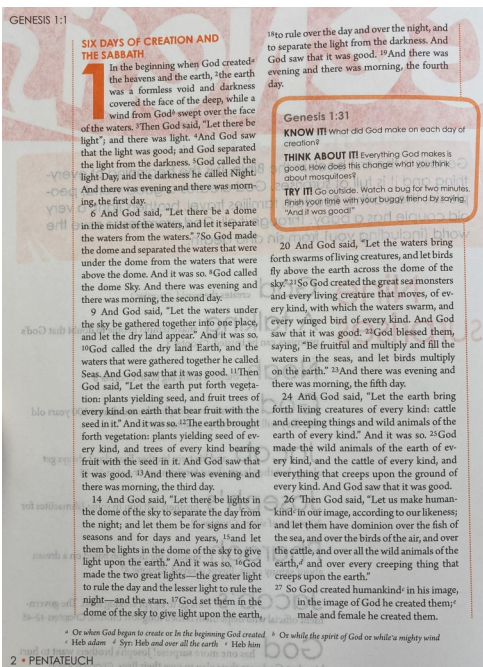 GENESIS 1:1
SIX DAYS OF CREATION AND
THE SABBATH
1 In the beginning when God createdᵃ
the heavens and the earth, ²the earth
was a formless void and darkness
covered the face of the deep, while a
wind from Godᵇ swept over the face
of the waters. ³Then God said, “Let there be
light”; and there was light. ⁴And God saw
that the light was good; and God separated
the light from the darkness. ⁵God called the
light Day, and the darkness he called Night.
And there was evening and there was morn-
ing, the first day.
6 And God said, “Let there be a dome
in the midst of the waters, and let it separate
the waters from the waters.” ⁷So God made
the dome and separated the waters that were
under the dome from the waters that were
above the dome. And it was so. ⁸God called
the dome Sky. And there was evening and
there was morning, the second day.
9 And God said, “Let the waters under
the sky be gathered together into one place,
and let the dry land appear.” And it was so.
¹⁰God called the dry land Earth, and the
waters that were gathered together he called
Seas. And God saw that it was good. ¹¹Then
God said, “Let the earth put forth vegeta-
tion: plants yielding seed, and fruit trees of
every kind on earth that bear fruit with the
seed in it.” And it was so. ¹²The earth brought
forth vegetation: plants yielding seed of ev-
ery kind, and trees of every kind bearing
fruit with the seed in it. And God saw that
it was good. ¹³And there was evening and
there was morning, the third day.
14 And God said, “Let there be lights in
the dome of the sky to separate the day from
the night; and let them be for signs and for
seasons and for days and years, ¹⁵and let
them be lights in the dome of the sky to give
light upon the earth.” And it was so. ¹⁶God
made the two great lights—the greater light
to rule the day and the lesser light to rule the
night—and the stars. ¹⁷God set them in the
dome of the sky to give light upon the earth,
¹⁸to rule over the day and over the night, and
to separate the light from the darkness. And
God saw that it was good. ¹⁹And there was
evening and there was morning, the fourth
day.
Genesis 1:31
KNOW IT! What did God make on each day of
creation?
THINK ABOUT IT! Everything God makes is
good. How does this change what you think
about mosquitoes?
TRY IT! Go outside. Watch a bug for two minutes.
Finish your time with your buggy friend by saying,
“And it was good!”
20 And God said, “Let the waters bring
forth swarms of living creatures, and let birds
fly above the earth across the dome of the
sky.” ²¹So God created the great sea monsters
and every living creature that moves, of ev-
ery kind, with which the waters swarm, and
every winged bird of every kind. And God
saw that it was good. ²²God blessed them,
saying, “Be fruitful and multiply and fill the
waters in the seas, and let birds multiply
on the earth.” ²³And there was evening and
there was morning, the fifth day.
24 And God said, “Let the earth bring
forth living creatures of every kind: cattle
and creeping things and wild animals of the
earth of every kind.” And it was so. ²⁵God
made the wild animals of the earth of ev-
ery kind, and the cattle of every kind, and
everything that creeps upon the ground of
every kind. And God saw that it was good.
26 Then God said, “Let us make human-
kindᶜ in our image, according to our likeness;
and let them have dominion over the fish of
the sea, and over the birds of the air, and over
the cattle, and over all the wild animals of the
earth,ᵈ and over every creeping thing that
creeps upon the earth.”
27 So God created humankindᶜ in his image,
in the image of God he created them;ᵉ
male and female he created them.
ᵃ Or when God began to create or In the beginning God created ᵇ Or while the spirit of God or while a mighty wind
ᶜ Heb adam ᵈ Syr: Heb and over all the earth ᵉ Heb him
2 • PENTATEUCH